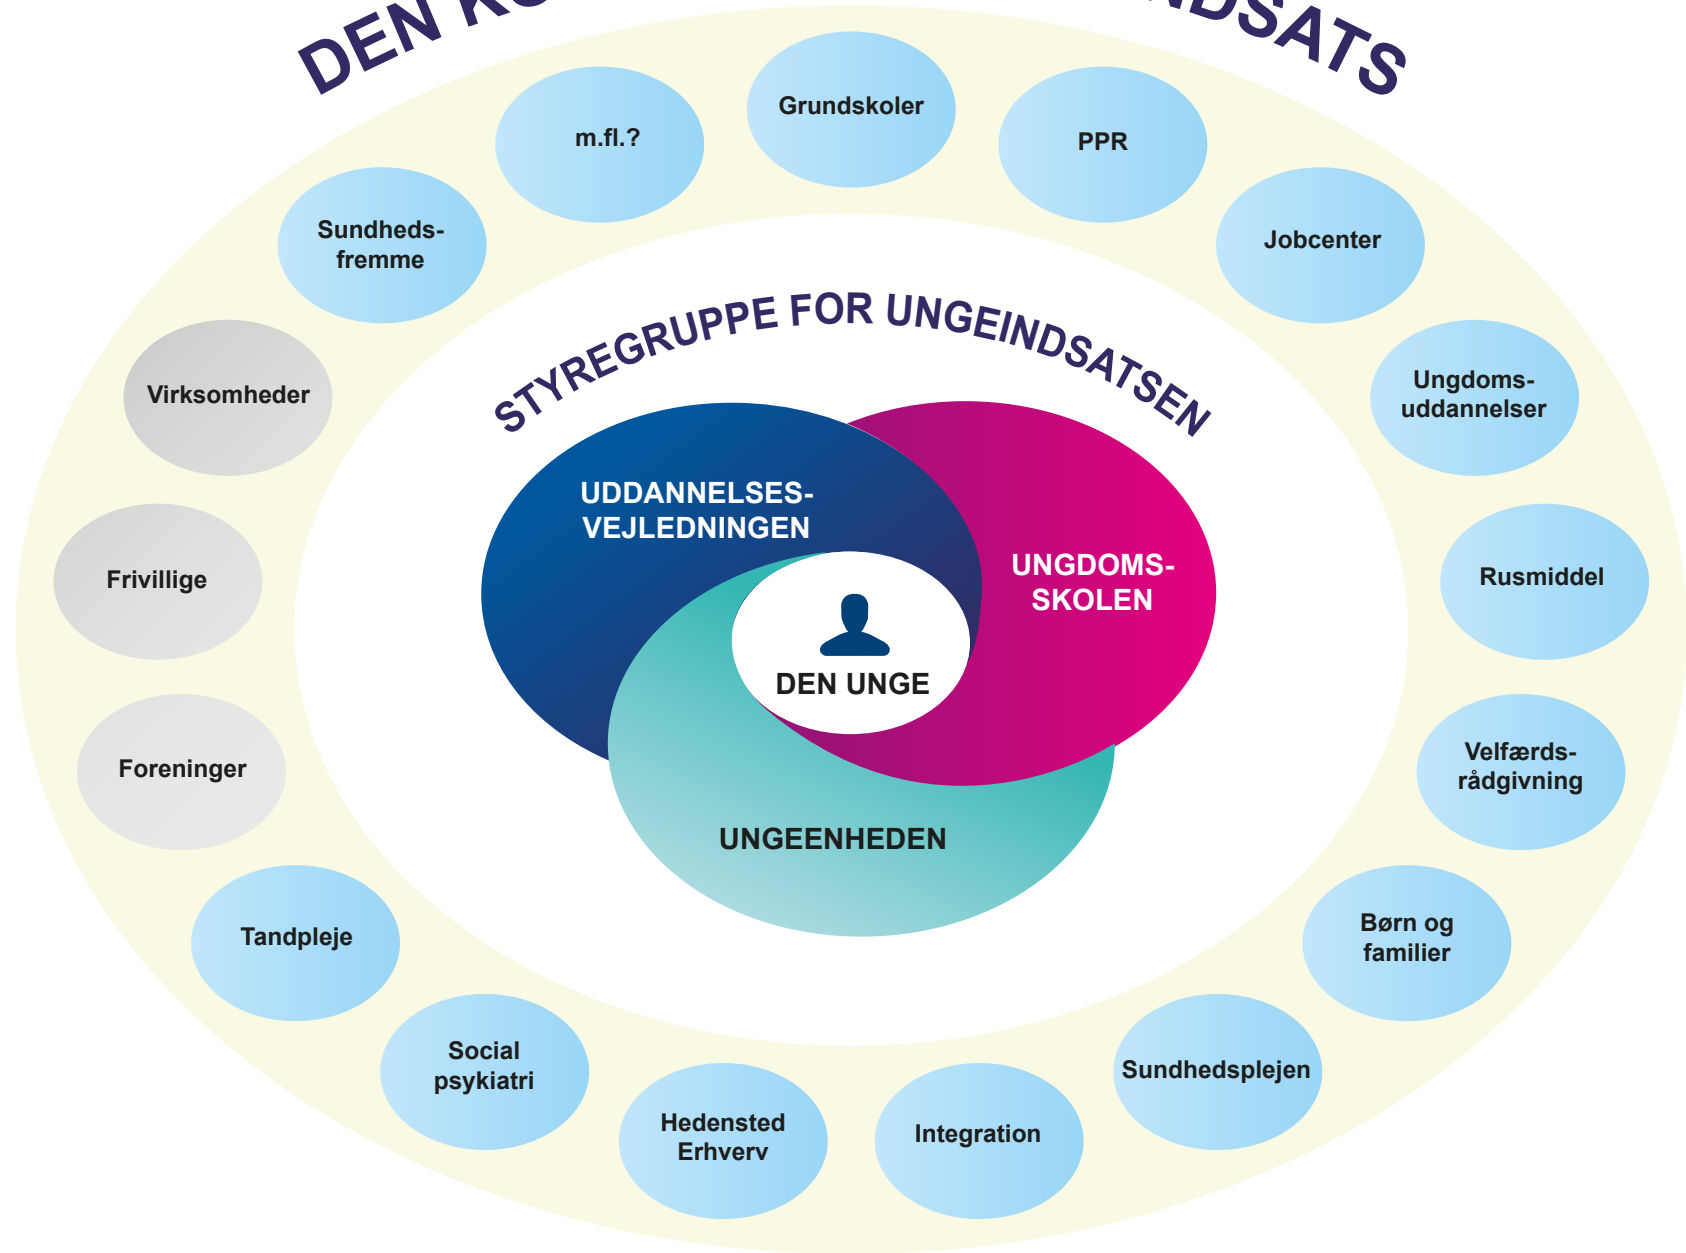 DEN
INDSATS
Grundskoler
PPR
Jobcenter
Ungdoms-
uddannelser
Rusmiddel
Velfærds-
rådgivning
Børn og
familier
Sundhedsplejen
Integration
Hedensted
Erhverv
Social
psykiatri
Tandpleje
Foreninger
Frivillige
Virksomheder
Sundheds-
fremme
m.fl.?
STYREGRUPPE FOR UNGEINDSATSEN
UDDANNELSES-
VEJLEDNINGEN
UNGDOMS-
SKOLEN
DEN UNGE
UNGEENHEDEN